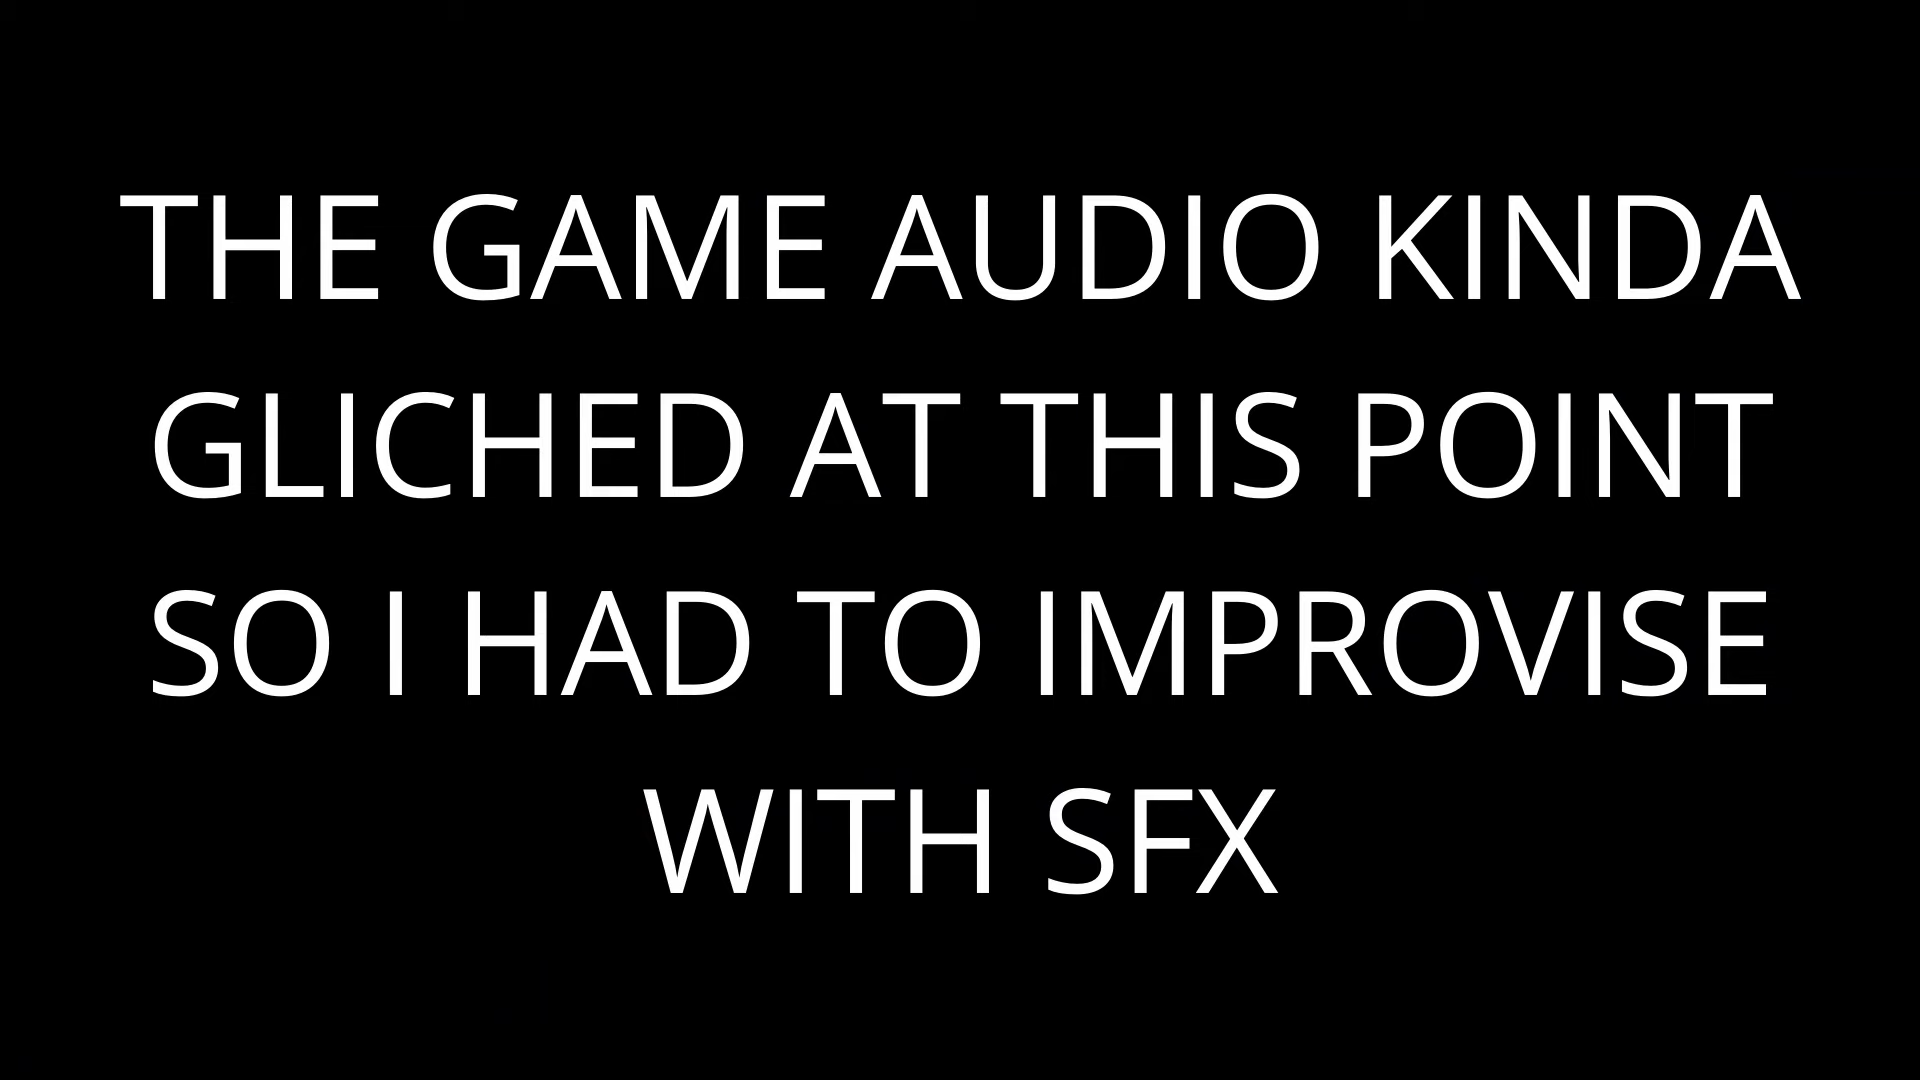 THE GAME AUDIO KINDA
GLICHED AT THIS POINT
SO I HAD TO IMPROVISE
WITH SFX